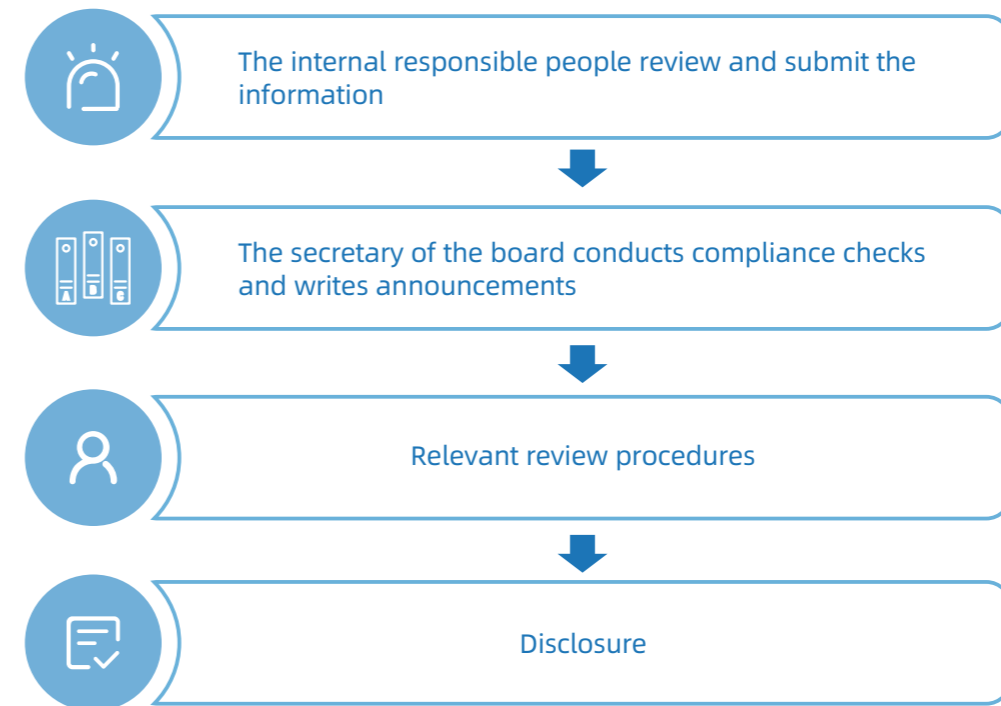 The internal responsible people review and submit the
information
A B C
The secretary of the board conducts compliance checks
and writes announcements
Relevant review procedures
Disclosure